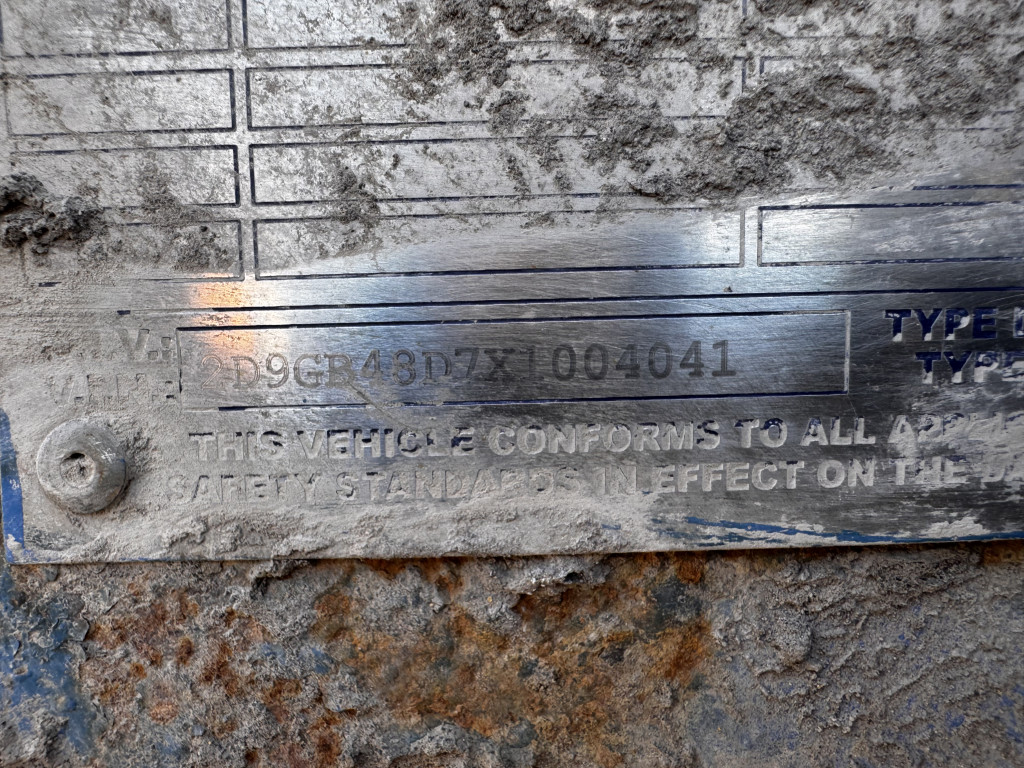 V.:
V.I.N.:
2D9GB48D7X1004041
TYPE
TYPE
THIS VEHICLE CONFORMS TO ALL
SAFETY STANDARDS IN EFFECT ON THE